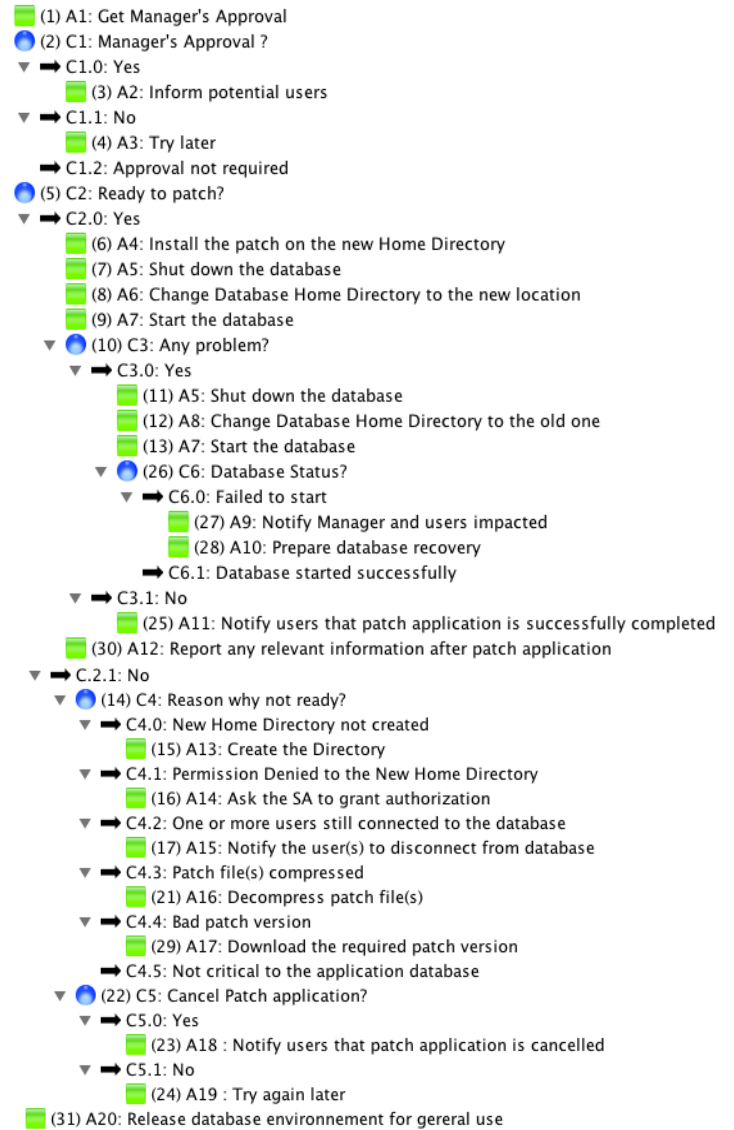 (1) A1: Get Manager's Approval
(2) C1: Manager's Approval ?
C1.0: Yes
(3) A2: Inform potential users
C1.1: No
(4) A3: Try later
C1.2: Approval not required
(5) C2: Ready to patch?
C2.0: Yes
(6) A4: Install the patch on the new Home Directory
(7) A5: Shut down the database
(8) A6: Change Database Home Directory to the new location
(9) A7: Start the database
(10) C3: Any problem?
C3.0: Yes
(11) A5: Shut down the database
(12) A8: Change Database Home Directory to the old one
(13) A7: Start the database
(26) C6: Database Status?
C6.0: Failed to start
(27) A9: Notify Manager and users impacted
(28) A10: Prepare database recovery
C6.1: Database started successfully
C3.1: No
(25) A11: Notify users that patch application is successfully completed
(30) A12: Report any relevant information after patch application
C.2.1: No
(14) C4: Reason why not ready?
C4.0: New Home Directory not created
(15) A13: Create the Directory
C4.1: Permission Denied to the New Home Directory
(16) A14: Ask the SA to grant authorization
C4.2: One or more users still connected to the database
(17) A15: Notify the user(s) to disconnect from database
C4.3: Patch file(s) compressed
(21) A16: Decompress patch file(s)
C4.4: Bad patch version
(29) A17: Download the required patch version
C4.5: Not critical to the application database
(22) C5: Cancel Patch application?
C5.0: Yes
(23) A18 : Notify users that patch application is cancelled
C5.1: No
(24) A19 : Try again later
(31) A20: Release database environnement for gereral use